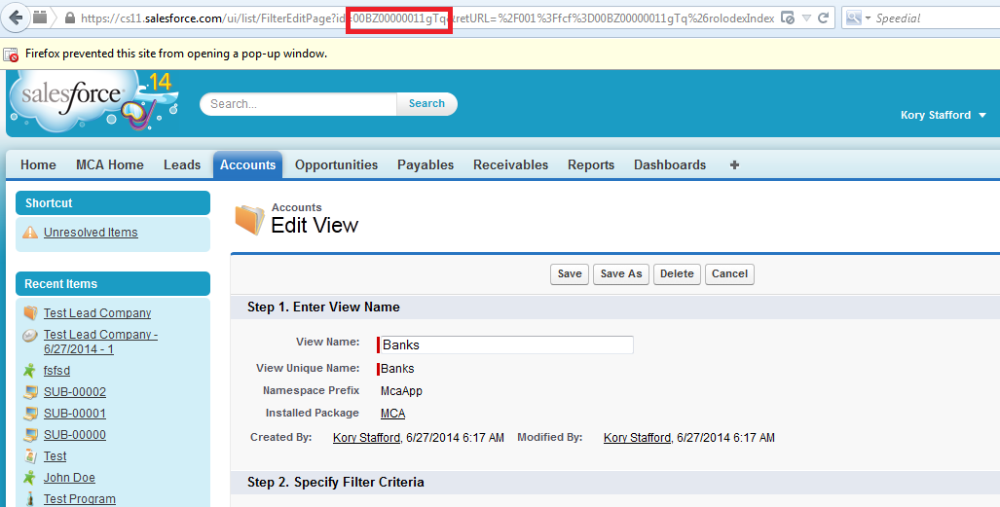 https://cs11.salesforce.com/ui/list/FilterEditPage?id=00BZ00000011gTq&retURL=%2F001%3Ffcf%3D00BZ00000011gTq%26rolodexIndex
Speedial
Firefox prevented this site from opening a pop-up window.
salesforce 14
Search... Search
Kory Stafford
Home MCA Home Leads Accounts Opportunities Payables Receivables Reports Dashboards +
Shortcut
Unresolved Items
Recent Items
Test Lead Company
Test Lead Company -
6/27/2014 - 1
fsfsd
SUB-00002
SUB-00001
SUB-00000
Test
John Doe
Test Program
Accounts
Edit View
Save Save As Delete Cancel
Step 1. Enter View Name
View Name: Banks
View Unique Name: Banks
Namespace Prefix McaApp
Installed Package MCA
Created By: Kory Stafford, 6/27/2014 6:17 AM Modified By: Kory Stafford, 6/27/2014 6:17 AM
Step 2. Specify Filter Criteria